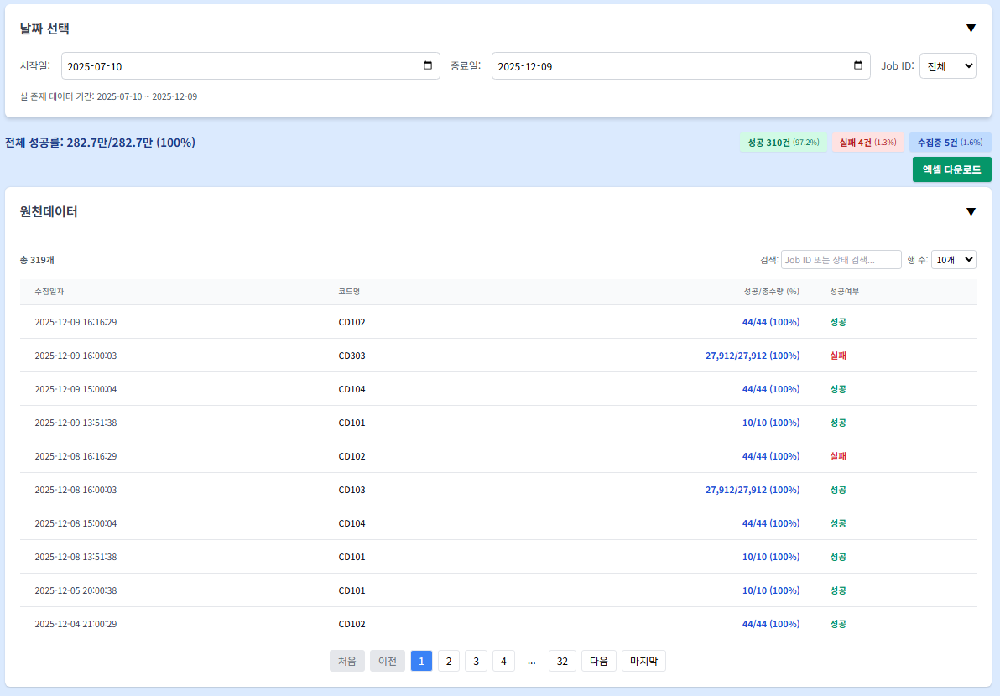 날짜 선택 ▼
시작일: 2025-07-10 종료일: 2025-12-09 Job ID: 전체
실 존재 데이터 기간: 2025-07-10 ~ 2025-12-09
전체 성공률: 282.7만/282.7만 (100%) 성공 310건 (97.2%) 실패 4건 (1.3%) 수집중 5건 (1.6%)
엑셀 다운로드
원천데이터 ▼
총 319개 검색: Job ID 또는 상태 검색... 행 수: 10개
수집일자 코드명 성공/총수량 (%) 성공여부
2025-12-09 16:16:29 CD102 44/44 (100%) 성공
2025-12-09 16:00:03 CD303 27,912/27,912 (100%) 실패
2025-12-09 15:00:04 CD104 44/44 (100%) 성공
2025-12-09 13:51:38 CD101 10/10 (100%) 성공
2025-12-08 16:16:29 CD102 44/44 (100%) 실패
2025-12-08 16:00:03 CD103 27,912/27,912 (100%) 성공
2025-12-08 15:00:04 CD104 44/44 (100%) 성공
2025-12-08 13:51:38 CD101 10/10 (100%) 성공
2025-12-05 20:00:38 CD101 10/10 (100%) 성공
2025-12-04 21:00:29 CD102 44/44 (100%) 성공
처음 이전 1 2 3 4 ... 32 다음 마지막